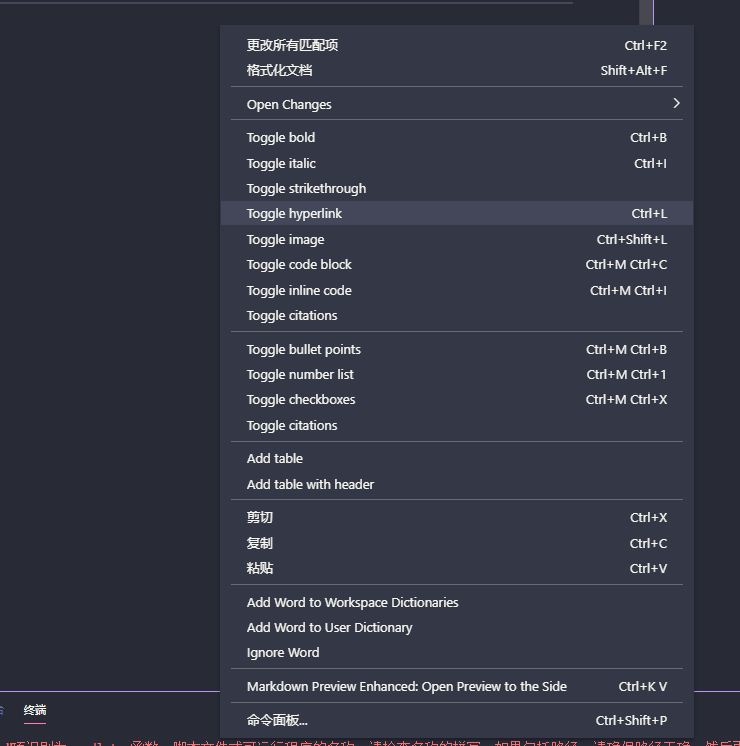 更改所有匹配项 Ctrl+F2
格式化文档 Shift+Alt+F
Open Changes
Toggle bold Ctrl+B
Toggle italic Ctrl+I
Toggle strikethrough
Toggle hyperlink Ctrl+L
Toggle image Ctrl+Shift+L
Toggle code block Ctrl+M Ctrl+C
Toggle inline code Ctrl+M Ctrl+I
Toggle citations
Toggle bullet points Ctrl+M Ctrl+B
Toggle number list Ctrl+M Ctrl+1
Toggle checkboxes Ctrl+M Ctrl+X
Toggle citations
Add table
Add table with header
剪切 Ctrl+X
复制 Ctrl+C
粘贴 Ctrl+V
Add Word to Workspace Dictionaries
Add Word to User Dictionary
Ignore Word
Markdown Preview Enhanced: Open Preview to the Side Ctrl+K V
命令面板... Ctrl+Shift+P
终端